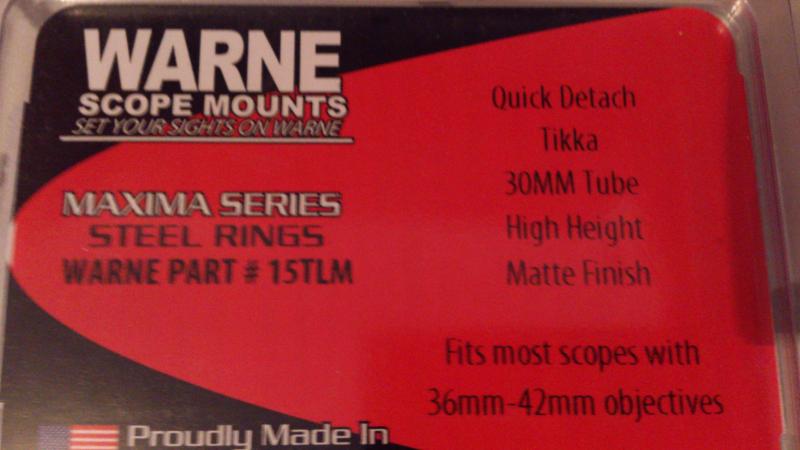 WARNE
SCOPE MOUNTS
SET YOUR SIGHTS ON WARNE
MAXIMA SERIES
STEEL RINGS
WARNE PART # 15TLM
Quick Detach
Tikka
30MM Tube
High Height
Matte Finish
Fits most scopes with
36mm-42mm objectives
Proudly Made In